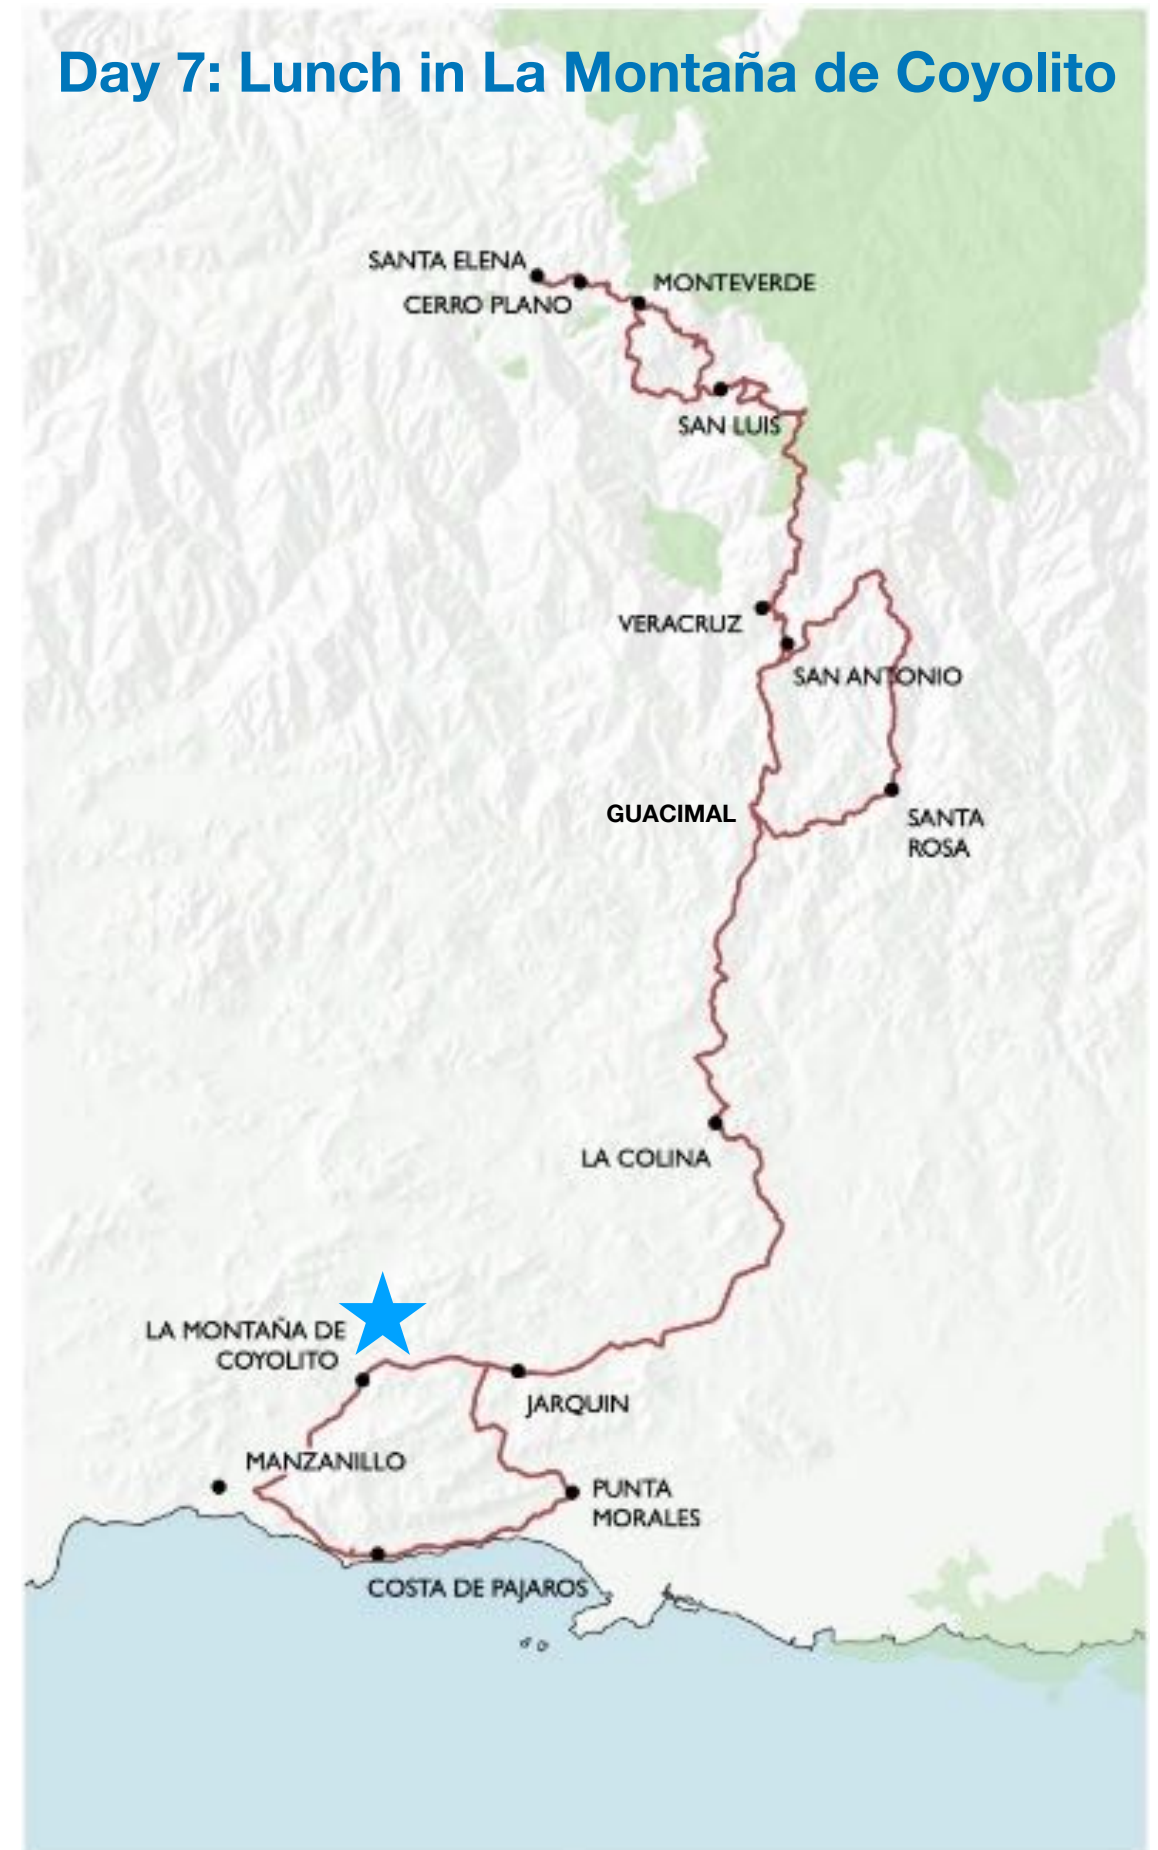 Day 7: Lunch in La Montaña de Coyolito
SANTA ELENA
MONTEVERDE
CERRO PLANO
SAN LUIS
VERACRUZ
SAN ANTONIO
GUACIMAL
SANTA
ROSA
LA COLINA
LA MONTAÑA DE
COYOLITO
JARQUIN
MANZANILLO
PUNTA
MORALES
COSTA DE PAJAROS